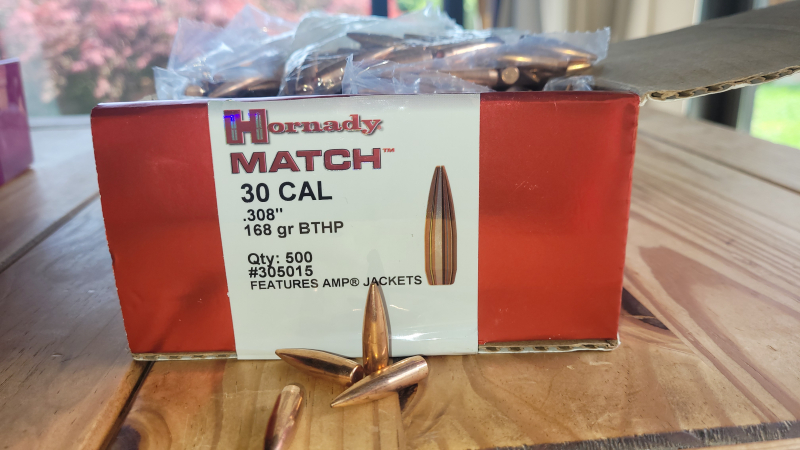 Hornady
MATCH™
30 CAL
.308"
168 gr BTHP
Qty: 500
#305015
FEATURES AMP® JACKETS